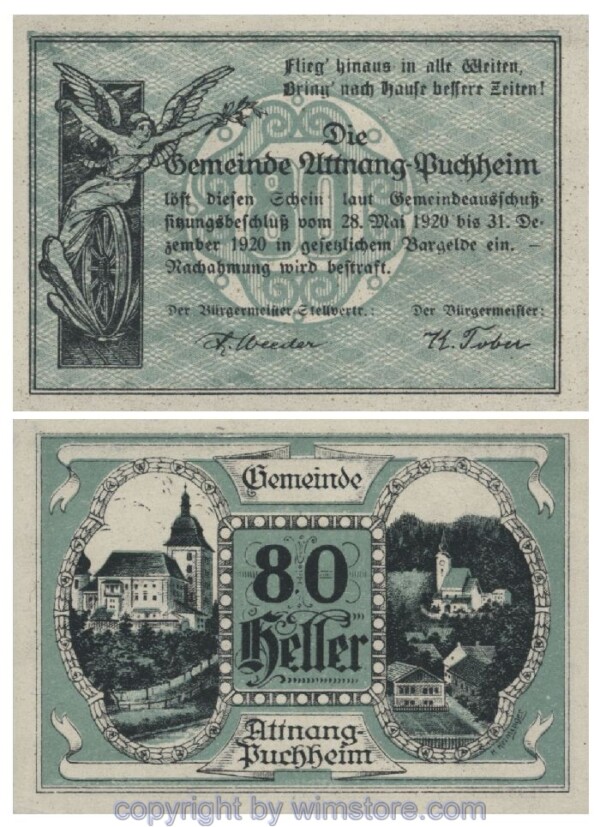 Flieg' hinaus in alle Weiten,
Bring' nach Hause bessere Zeiten!
Die
Gemeinde Attnang-Puchheim
80
löst diesen Schein laut Gemeindeausschuß-
sitzungsbeschluß vom 28. Mai 1920 bis 31. De-
zember 1920 in gesetzlichem Bargelde ein. –
Nachahmung wird bestraft.
Der Bürgermeister-Stellvertr.: Der Bürgermeister:
Gemeinde
80
Heller
Attnang-
Puchheim
copyright by wimstore.com